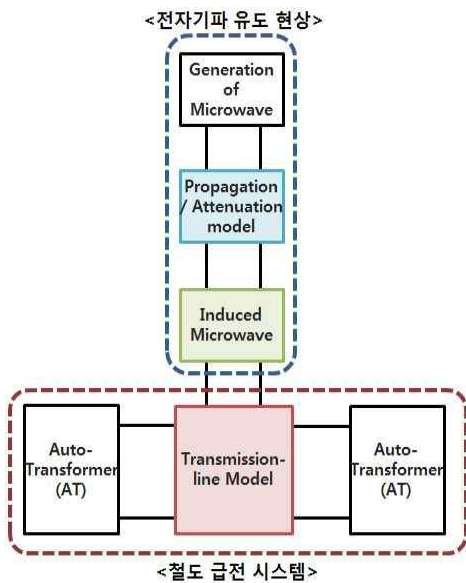 <전자기파 유도 현상>
Generation
of
Microwave
Propagation
/ Attenuation
model
Induced
Microwave
Auto-
Transformer
(AT)
Transmission-
line Model
Auto-
Transformer
(AT)
<철도 급전 시스템>